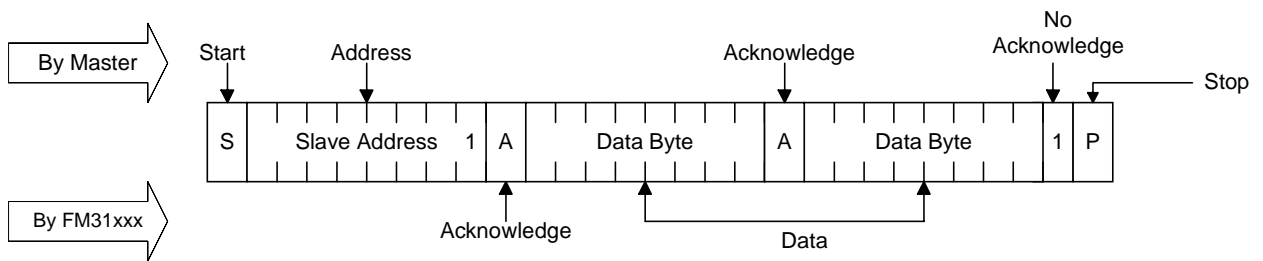 No
Acknowledge
By Master
Start
Address
Acknowledge
Stop
S
Slave Address
1
A
Data Byte
A
Data Byte
1
P
By FM31xxx
Acknowledge
Data